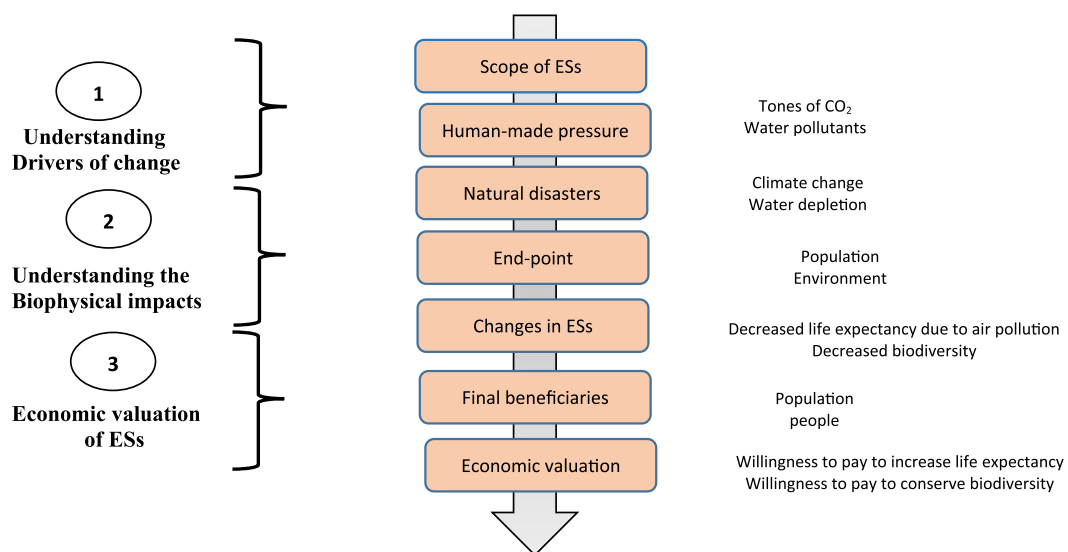 1
Understanding
Drivers of change
2
Understanding the
Biophysical impacts
3
Economic valuation
of ESs
Scope of ESs
Human-made pressure
Natural disasters
End-point
Changes in ESs
Final beneficiaries
Economic valuation
Tones of CO₂
Water pollutants
Climate change
Water depletion
Population
Environment
Decreased life expectancy due to air pollution
Decreased biodiversity
Population
people
Willingness to pay to increase life expectancy
Willingness to pay to conserve biodiversity